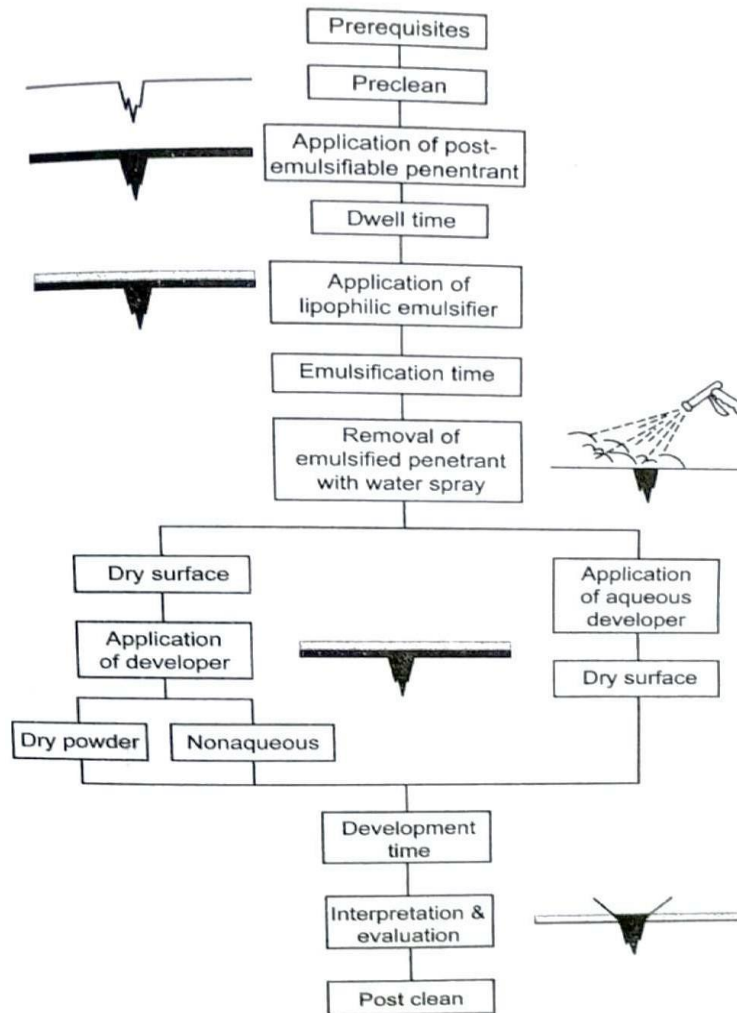 Prerequisites
Preclean
Application of post-
emulsifiable penentrant
Dwell time
Application of
lipophilic emulsifier
Emulsification time
Removal of
emulsified penetrant
with water spray
Dry surface
Application
of developer
Dry powder
Nonaqueous
Application
of aqueous
developer
Dry surface
Development
time
Interpretation &
evaluation
Post clean